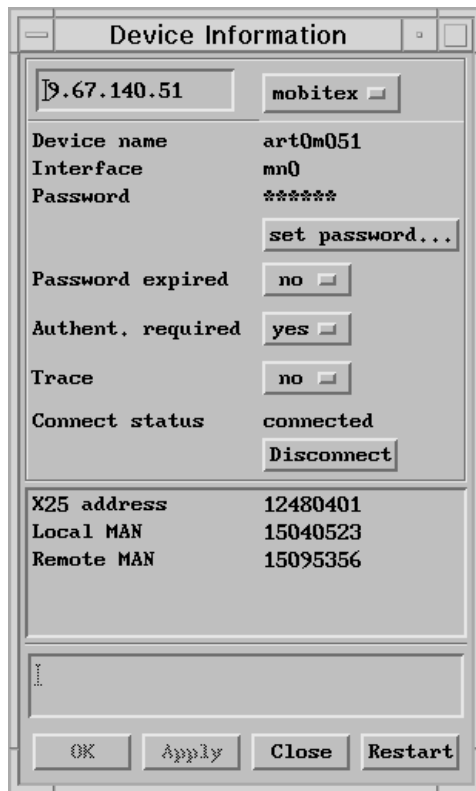 Device Information
9.67.140.51 mobitex
Device name art0m051
Interface mn0
Password ******
set password...
Password expired no
Authent. required yes
Trace no
Connect status connected
Disconnect
X25 address 12480401
Local MAN 15040523
Remote MAN 15095356
OK Apply Close Restart